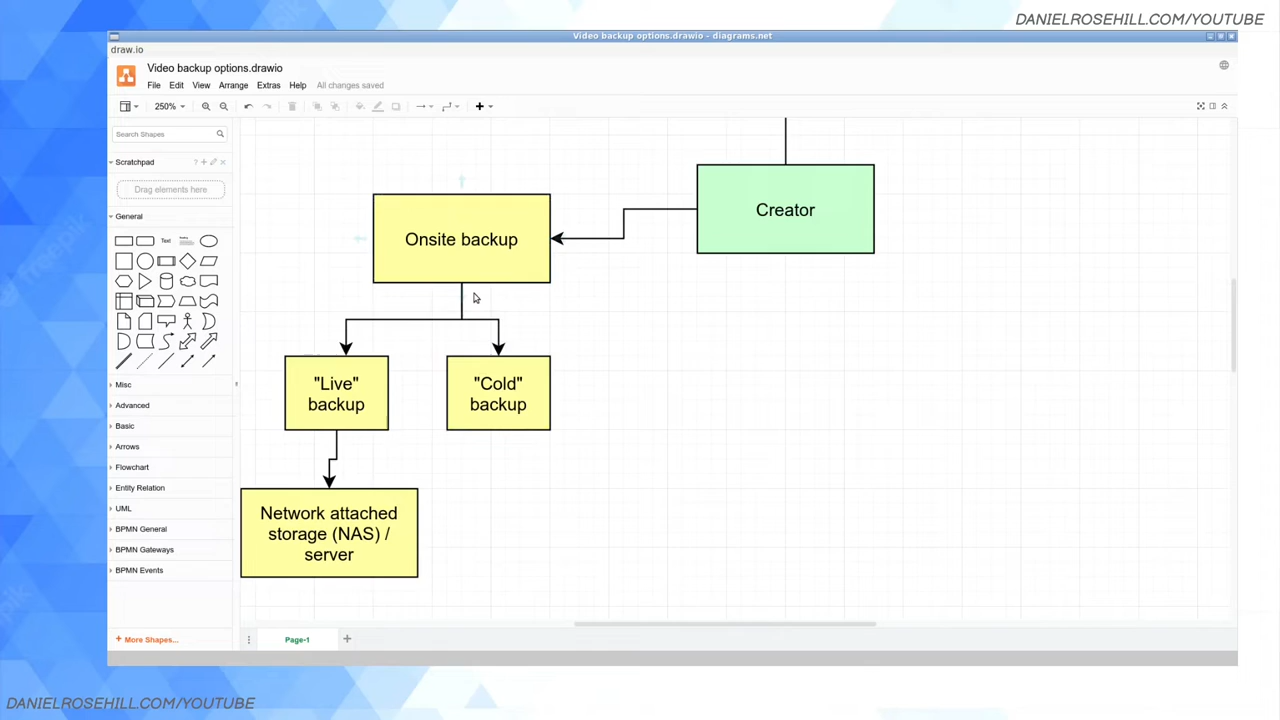 DANIELROSEHILL.COM/YOUTUBE
Video backup options.drawio - diagrams.net
draw.io
Video backup options.drawio
File Edit View Arrange Extras Help All changes saved
250%
Search Shapes
Scratchpad
Drag elements here
General
Text
Misc
Advanced
Basic
Arrows
Flowchart
Entity Relation
UML
BPMN General
BPMN Gateways
BPMN Events
More Shapes...
Creator
Onsite backup
"Live"
backup
"Cold"
backup
Network attached
storage (NAS) /
server
Page-1
DANIELROSEHILL.COM/YOUTUBE